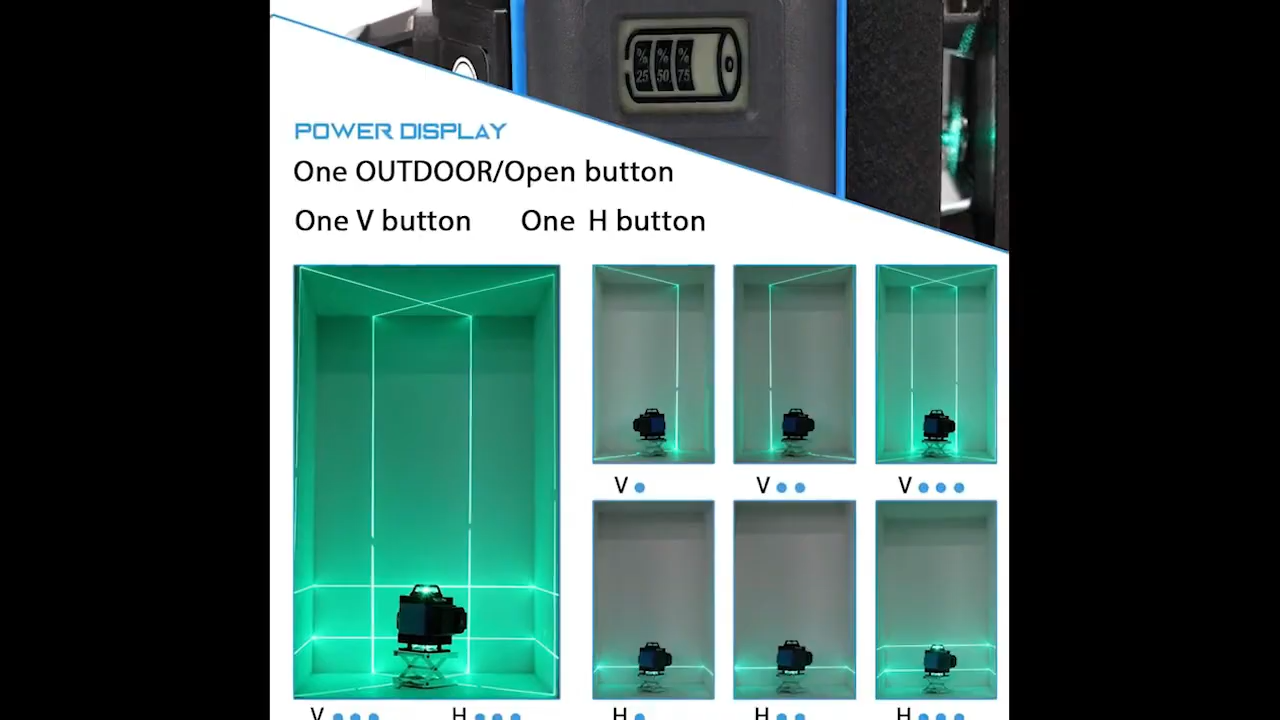 % % %
25 50 75
POWER DISPLAY
One OUTDOOR/Open button
One V button One H button
V
V
V
V
H
H
H
H